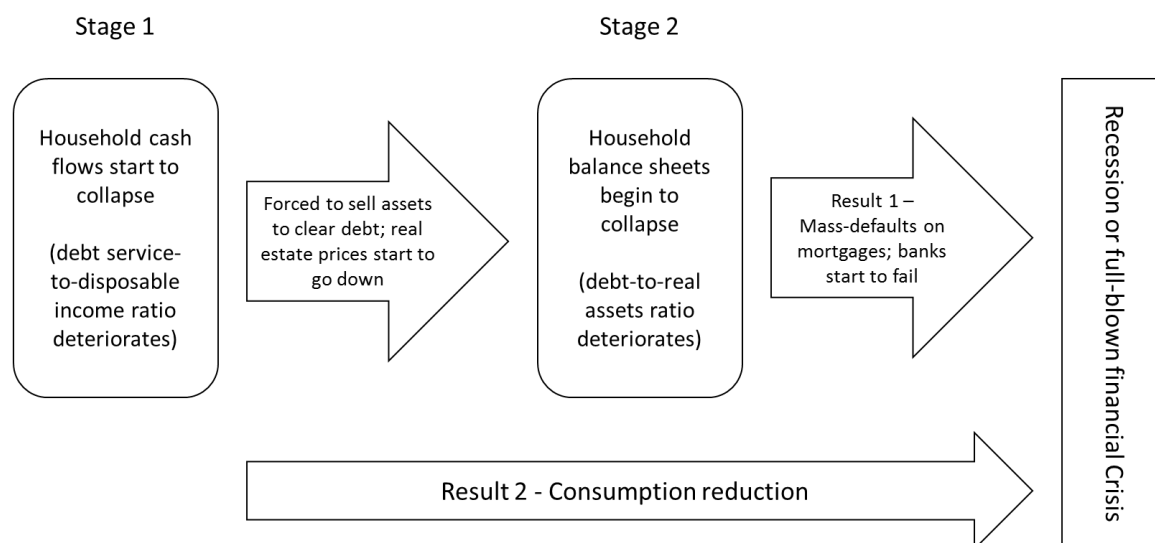 Stage 1
Stage 2
Household cash
flows start to
collapse
(debt service-
to-disposable
income ratio
deteriorates)
Forced to sell assets
to clear debt; real
estate prices start to
go down
Household
balance sheets
begin to
collapse
(debt-to-real
assets ratio
deteriorates)
Result 1 –
Mass-defaults on
mortgages; banks
start to fail
Recession or full-blown financial Crisis
Result 2 - Consumption reduction